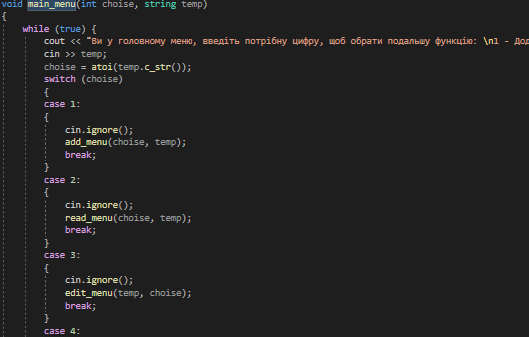 void main_menu(int choise, string temp)
{
while (true) {
cout << "Ви у головному меню, введіть потрібну цифру, щоб обрати подальшу функцію: \n1 - Дод
cin >> temp;
choise = atoi(temp.c_str());
switch (choise)
{
case 1:
{
cin.ignore();
add_menu(choise, temp);
break;
}
case 2:
{
cin.ignore();
read_menu(choise, temp);
break;
}
case 3:
{
cin.ignore();
edit_menu(temp, choise);
break;
}
case 4: